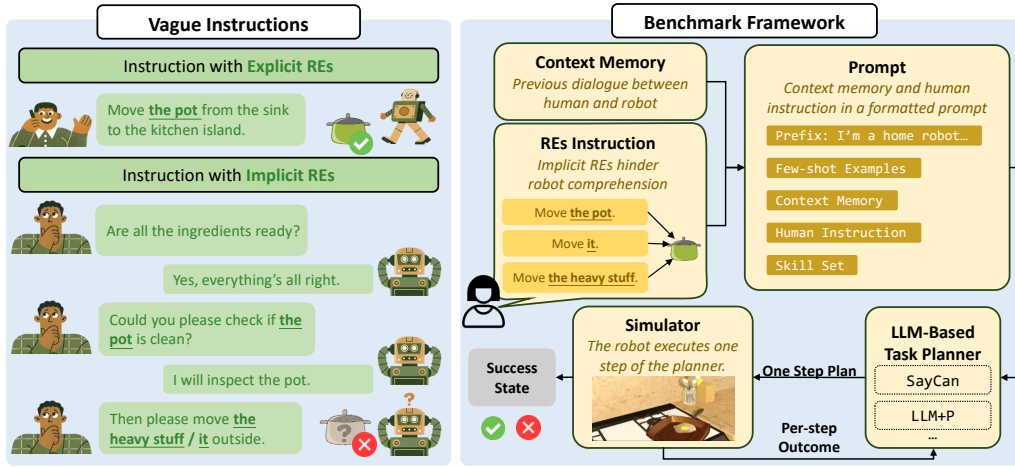 Vague Instructions
Instruction with Explicit REs
Move the pot from the sink
to the kitchen island.
Instruction with Implicit REs
Are all the ingredients ready?
Yes, everything's all right.
Could you please check if the
pot is clean?
I will inspect the pot.
Then please move the
heavy stuff / it outside.
?
?
Benchmark Framework
Context Memory
Previous dialogue between
human and robot
REs Instruction
Implicit REs hinder
robot comprehension
Move the pot.
Move it.
Move the heavy stuff.
Prompt
Context memory and human
instruction in a formatted prompt
Prefix: I'm a home robot…
Few-shot Examples
Context Memory
Human Instruction
Skill Set
LLM-Based
Task Planner
SayCan
LLM+P
…
One Step Plan
Per-step
Outcome
Simulator
The robot executes one
step of the planner.
Success
State